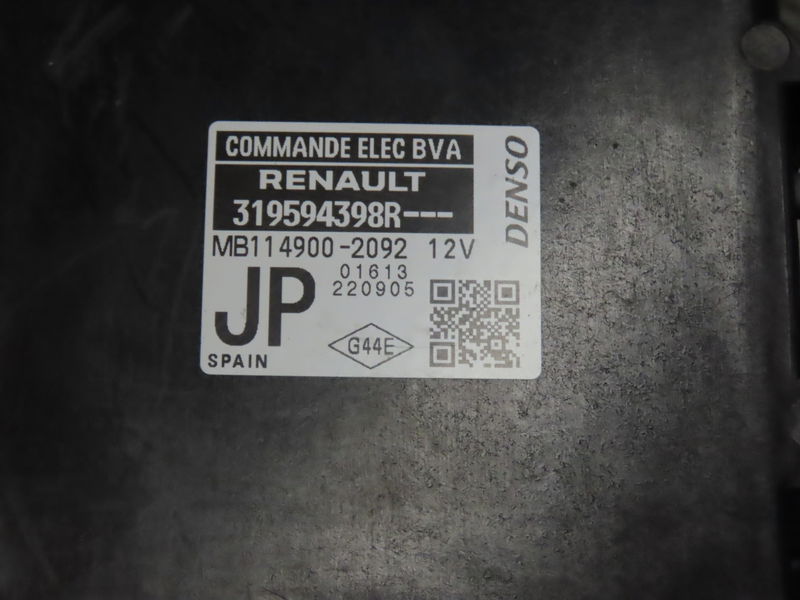 COMMANDE ELEC BVA
RENAULT
319594398R---
DENSO
MB114900-2092 12V
JP
01613
220905
SPAIN
G44E